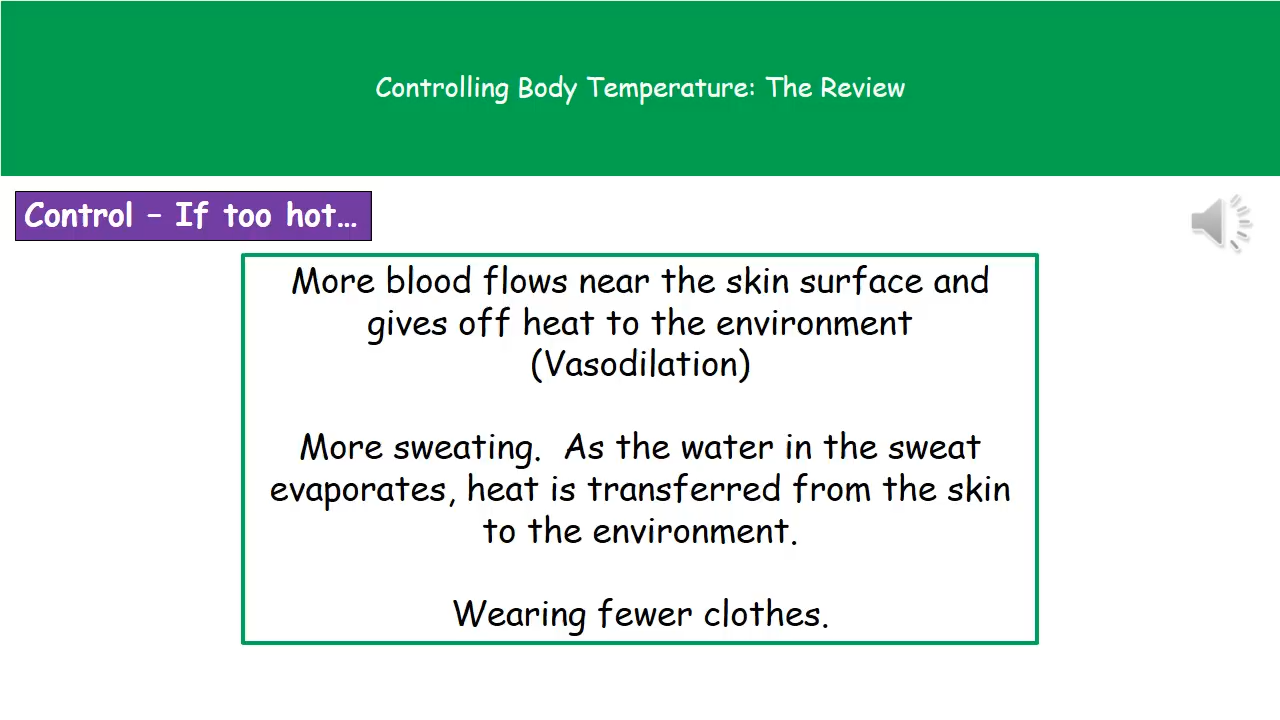 Controlling Body Temperature: The Review
Control – If too hot…
More blood flows near the skin surface and
gives off heat to the environment
(Vasodilation)
More sweating.  As the water in the sweat
evaporates, heat is transferred from the skin
to the environment.
Wearing fewer clothes.